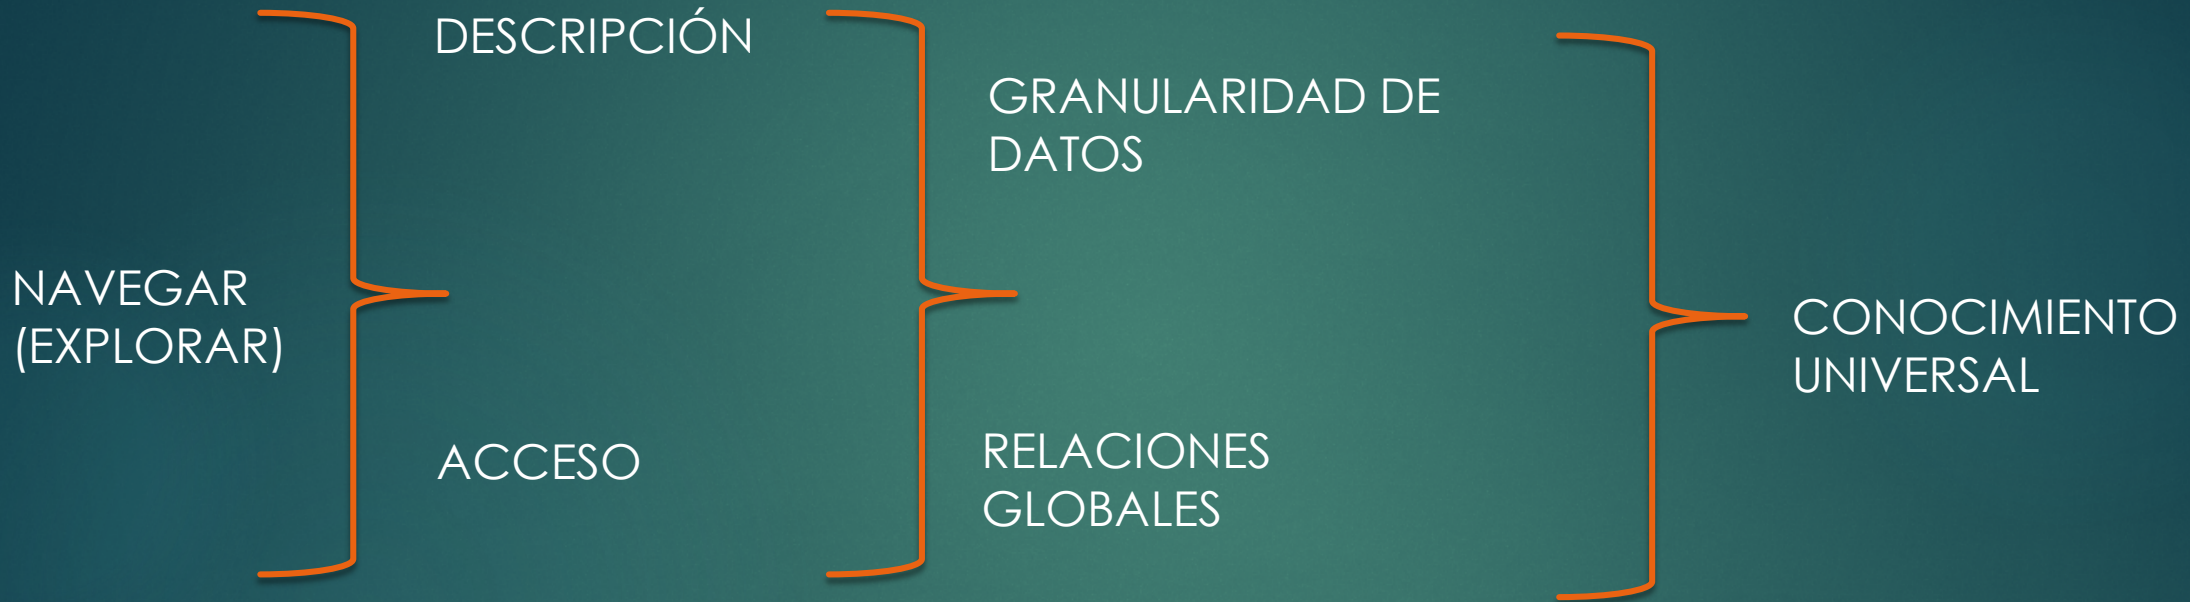 NAVEGAR
(EXPLORAR)
DESCRIPCIÓN
ACCESO
GRANULARIDAD DE
DATOS
RELACIONES
GLOBALES
CONOCIMIENTO
UNIVERSAL